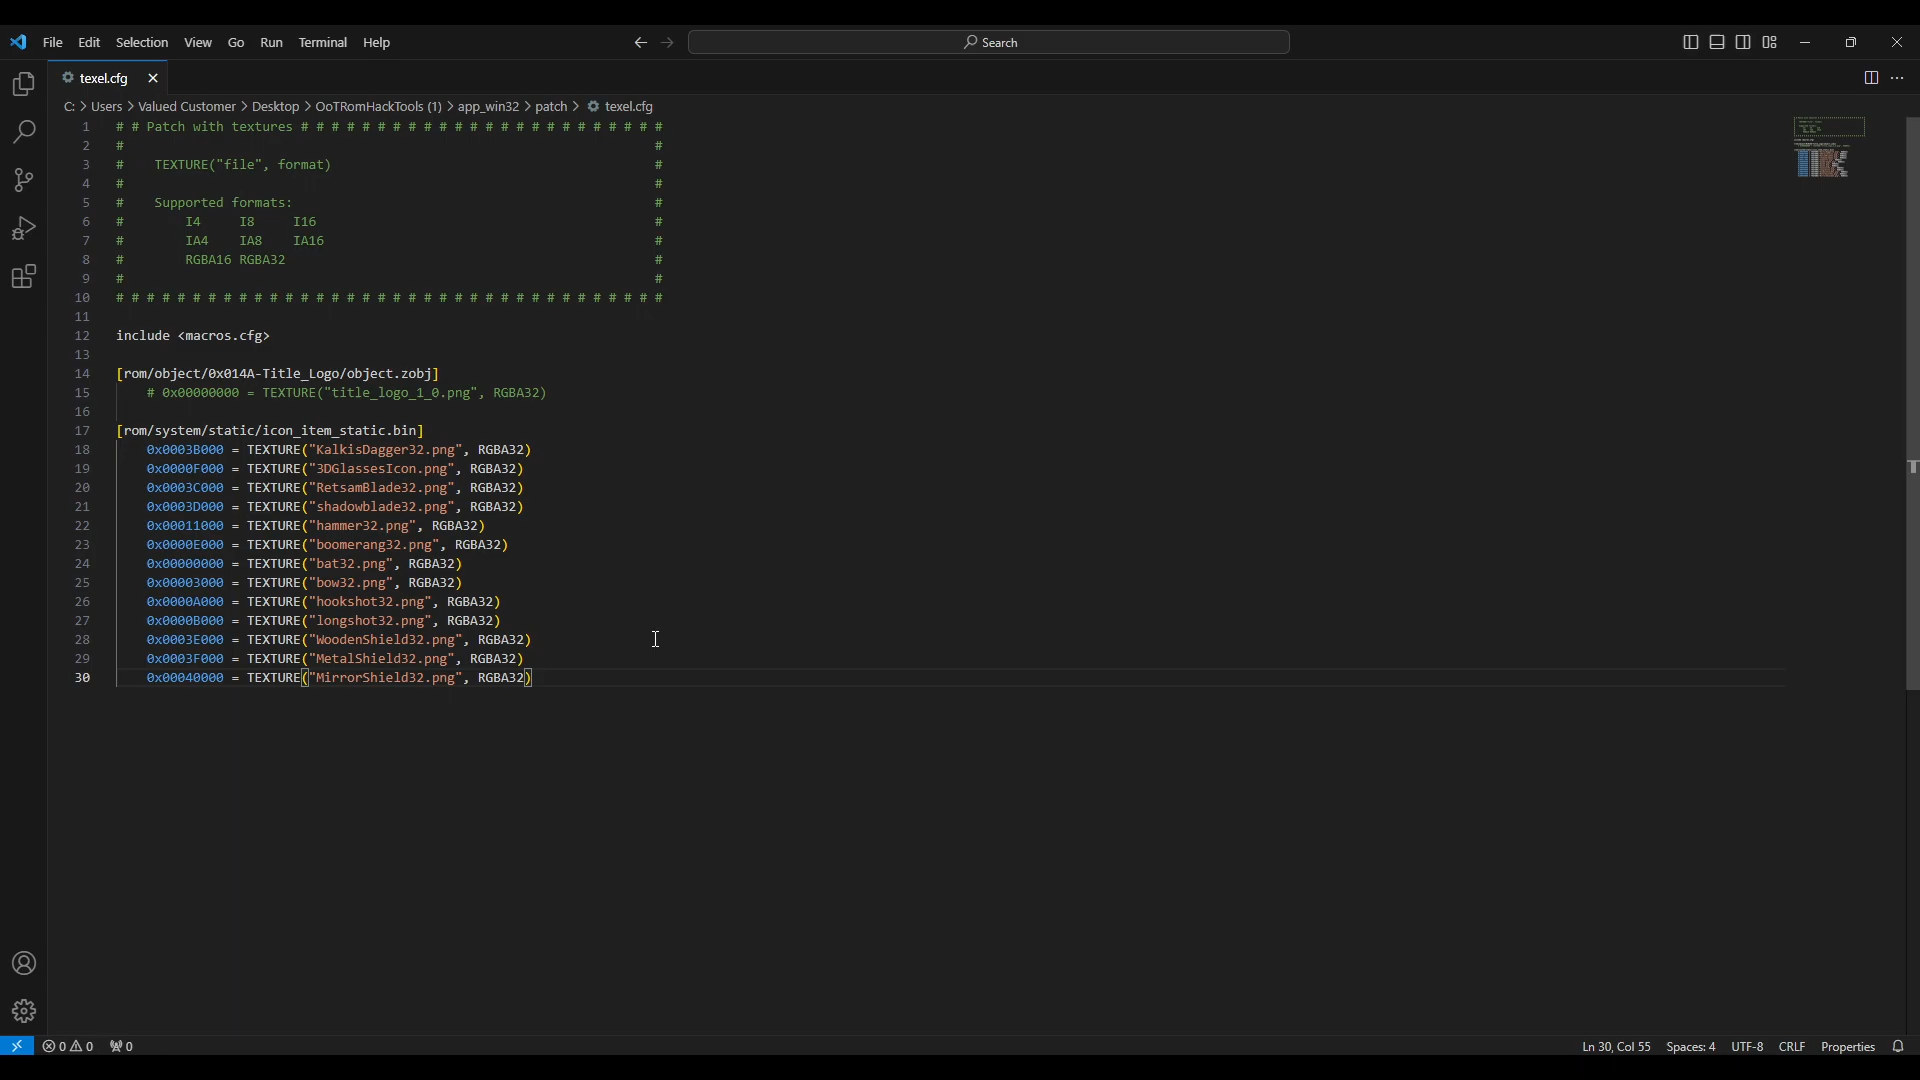 File Edit Selection View Go Run Terminal Help Search
texel.cfg
C: > Users > Valued Customer > Desktop > OoTRomHackTools (1) > app_win32 > patch > texel.cfg
1 # # Patch with textures # # # # # # # # # # # # # # # # # # # # # # # #
2 # #
3 # TEXTURE("file", format) #
4 # #
5 # Supported formats: #
6 # I4 I8 I16 #
7 # IA4 IA8 IA16 #
8 # RGBA16 RGBA32 #
9 # #
10 # # # # # # # # # # # # # # # # # # # # # # # # # # # # # # # # # # # #
11
12 include <macros.cfg>
13
14 [rom/object/0x014A-Title_Logo/object.zobj]
15 # 0x00000000 = TEXTURE("title_logo_1_0.png", RGBA32)
16
17 [rom/system/static/icon_item_static.bin]
18 0x0003B000 = TEXTURE("KalkisDagger32.png", RGBA32)
19 0x0000F000 = TEXTURE("3DGlassesIcon.png", RGBA32)
20 0x0003C000 = TEXTURE("RetsamBlade32.png", RGBA32)
21 0x0003D000 = TEXTURE("shadowblade32.png", RGBA32)
22 0x00011000 = TEXTURE("hammer32.png", RGBA32)
23 0x0000E000 = TEXTURE("boomerang32.png", RGBA32)
24 0x00000000 = TEXTURE("bat32.png", RGBA32)
25 0x00003000 = TEXTURE("bow32.png", RGBA32)
26 0x0000A000 = TEXTURE("hookshot32.png", RGBA32)
27 0x0000B000 = TEXTURE("longshot32.png", RGBA32)
28 0x0003E000 = TEXTURE("WoodenShield32.png", RGBA32)
29 0x0003F000 = TEXTURE("MetalShield32.png", RGBA32)
30 0x00040000 = TEXTURE("MirrorShield32.png", RGBA32)
0 0 0 Ln 30, Col 55 Spaces: 4 UTF-8 CRLF Properties